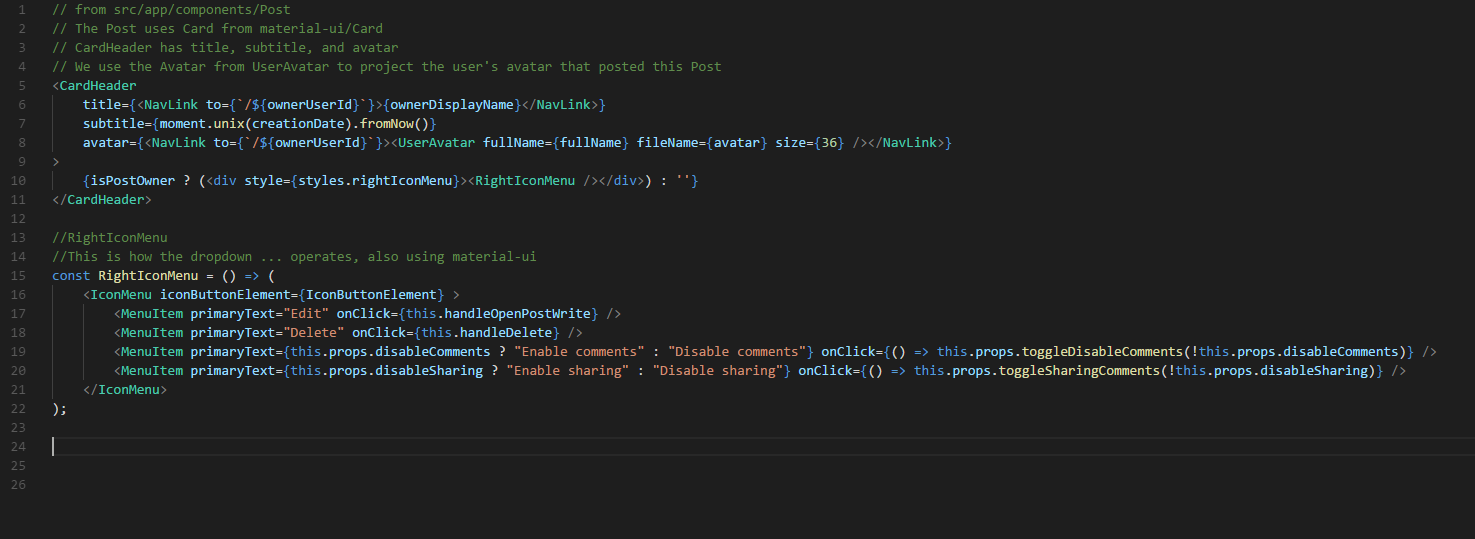 1 // from src/app/components/Post
2 // The Post uses Card from material-ui/Card
3 // CardHeader has title, subtitle, and avatar
4 // We use the Avatar from UserAvatar to project the user's avatar that posted this Post
5 <CardHeader
6     title={<NavLink to={`/${ownerUserId}`}>{ownerDisplayName}</NavLink>}
7     subtitle={moment.unix(creationDate).fromNow()}
8     avatar={<NavLink to={`/${ownerUserId}`}><UserAvatar fullName={fullName} fileName={avatar} size={36} /></NavLink>}
9 >
10     {isPostOwner ? (<div style={styles.rightIconMenu}><RightIconMenu /></div>) : ''}
11 </CardHeader>
12
13 //RightIconMenu
14 //This is how the dropdown ... operates, also using material-ui
15 const RightIconMenu = () => (
16     <IconMenu iconButtonElement={IconButtonElement} >
17         <MenuItem primaryText="Edit" onClick={this.handleOpenPostWrite} />
18         <MenuItem primaryText="Delete" onClick={this.handleDelete} />
19         <MenuItem primaryText={this.props.disableComments ? "Enable comments" : "Disable comments"} onClick={() => this.props.toggleDisableComments(!this.props.disableComments)} />
20         <MenuItem primaryText={this.props.disableSharing ? "Enable sharing" : "Disable sharing"} onClick={() => this.props.toggleSharingComments(!this.props.disableSharing)} />
21     </IconMenu>
22 );
23
24
25
26